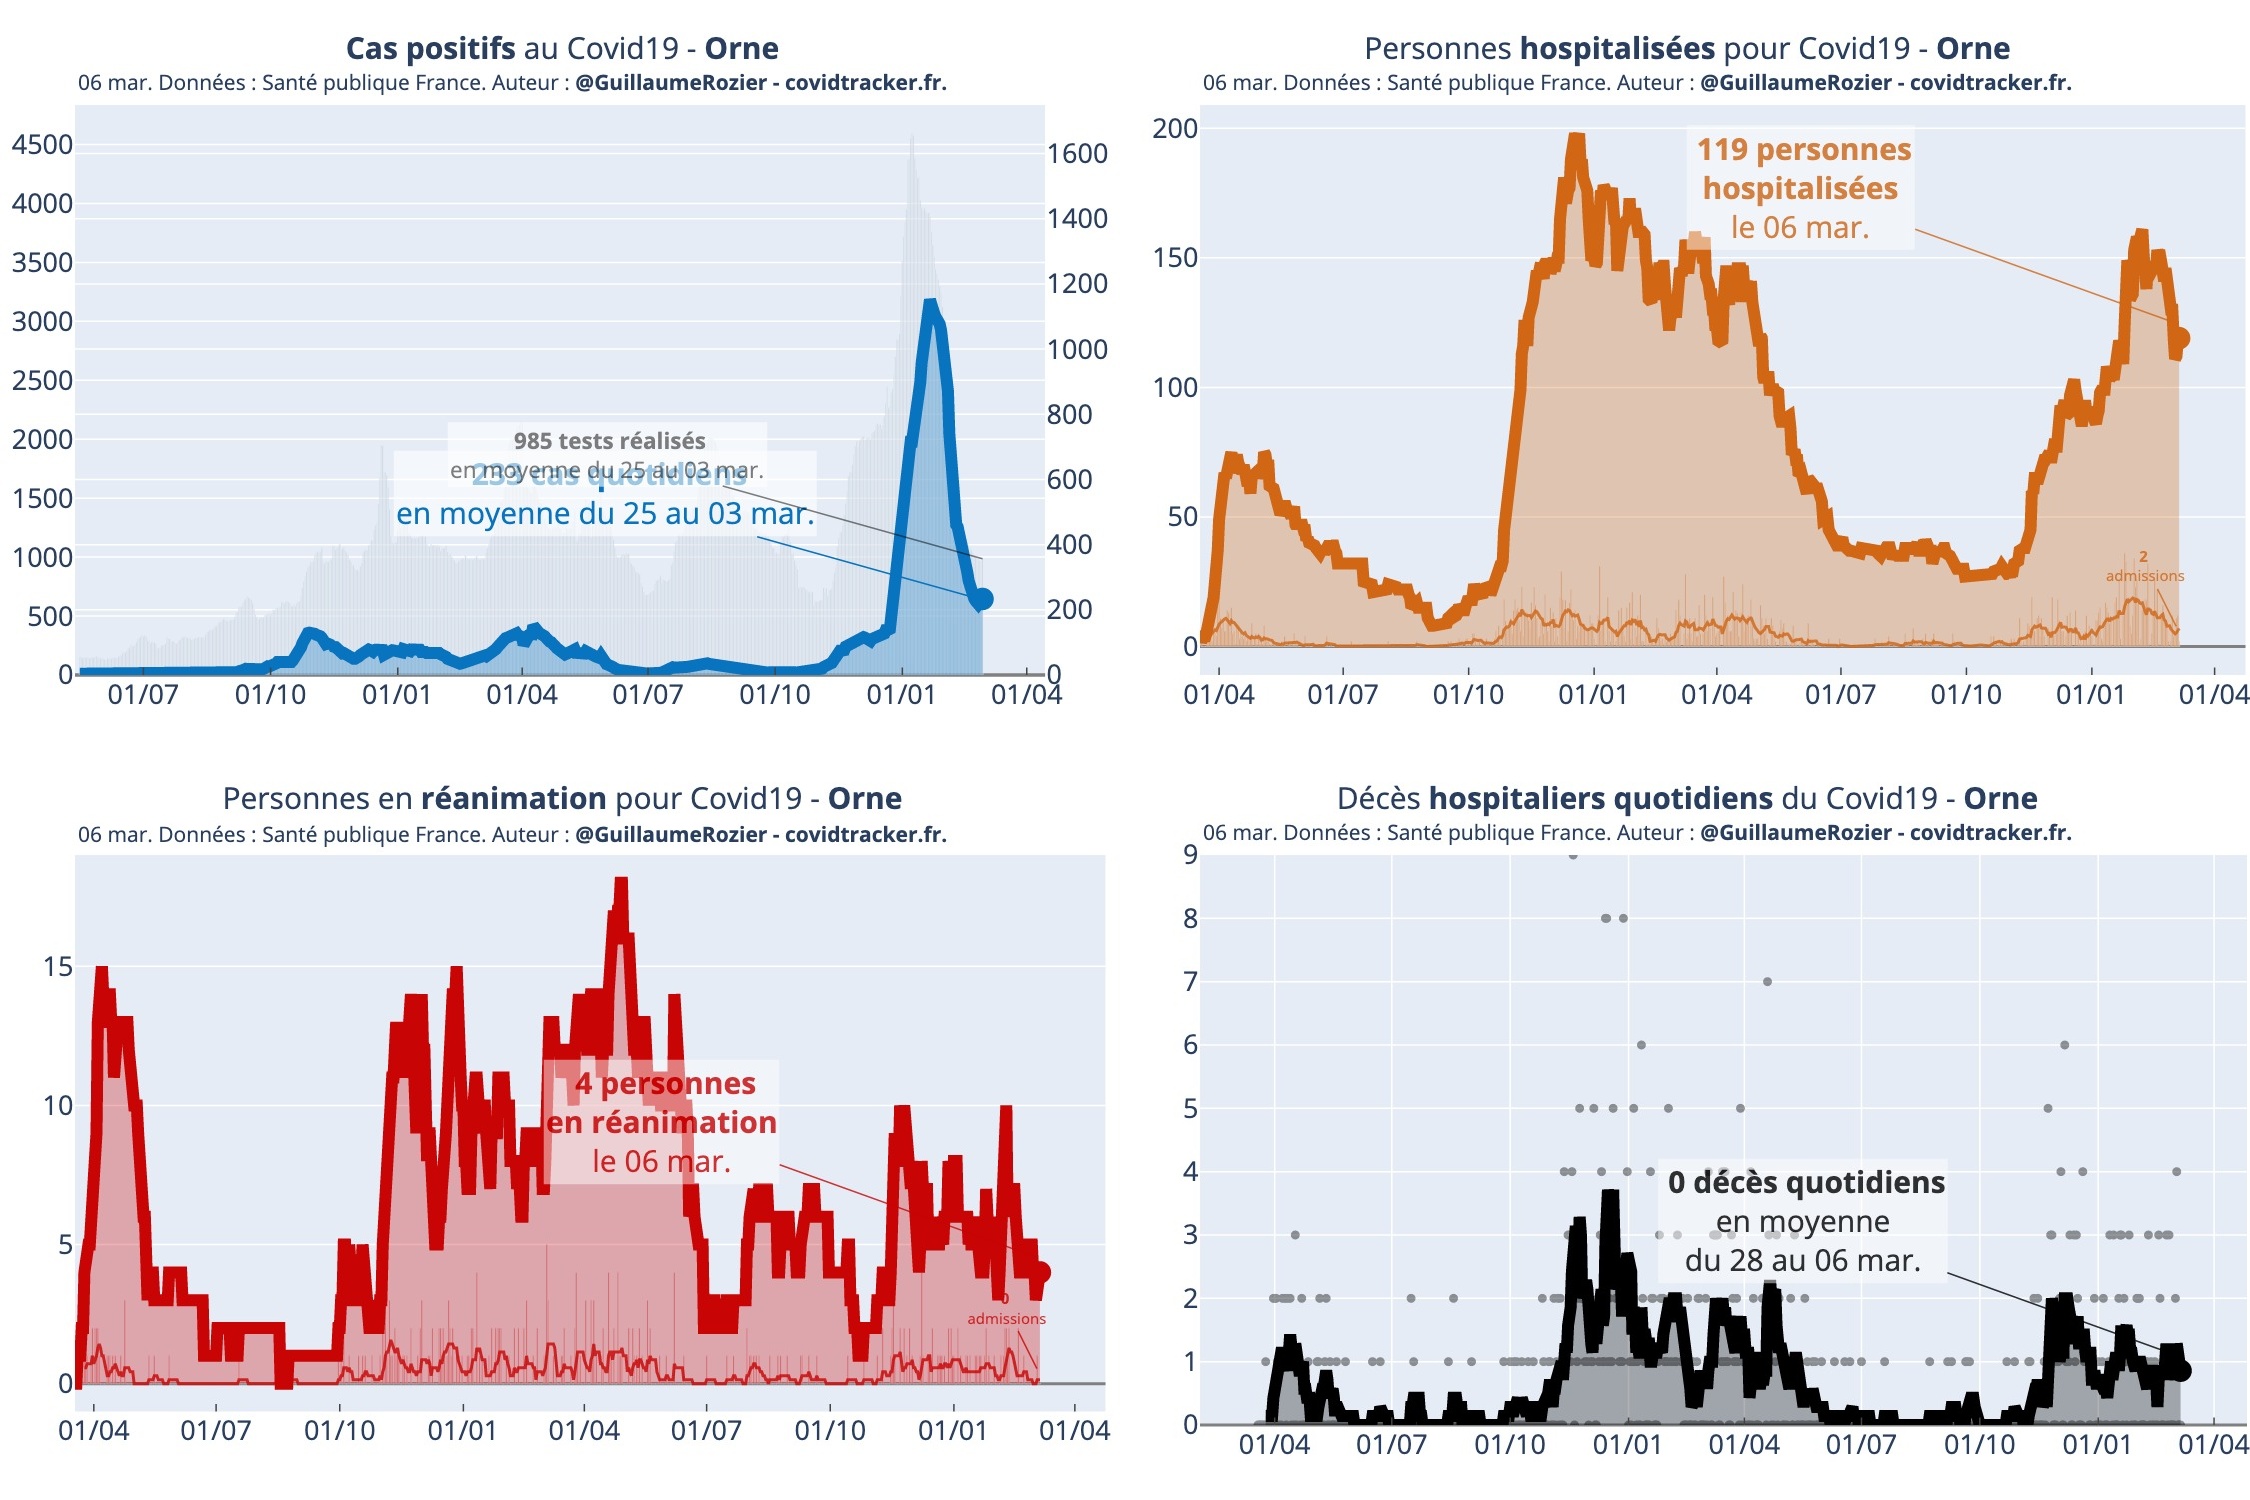 Cas positifs au Covid19 - Orne
06 mar. Données : Santé publique France. Auteur : @GuillaumeRozier - covidtracker.fr.
4500
4000
3500
3000
2500
2000
1500
1000
500
0
1600
1400
1200
1000
800
600
400
200
0
985 tests réalisés
en moyenne du 25 au 03 mar.
233 cas quotidiens
en moyenne du 25 au 03 mar.
01/07 01/10 01/01 01/04 01/07 01/10 01/01 01/04
Personnes hospitalisées pour Covid19 - Orne
06 mar. Données : Santé publique France. Auteur : @GuillaumeRozier - covidtracker.fr.
200
150
100
50
0
119 personnes
hospitalisées
le 06 mar.
2
admissions
01/04 01/07 01/10 01/01 01/04 01/07 01/10 01/01 01/04
Personnes en réanimation pour Covid19 - Orne
06 mar. Données : Santé publique France. Auteur : @GuillaumeRozier - covidtracker.fr.
15
10
5
0
4 personnes
en réanimation
le 06 mar.
0
admissions
01/04 01/07 01/10 01/01 01/04 01/07 01/10 01/01 01/04
Décès hospitaliers quotidiens du Covid19 - Orne
06 mar. Données : Santé publique France. Auteur : @GuillaumeRozier - covidtracker.fr.
9
8
7
6
5
4
3
2
1
0
0 décès quotidiens
en moyenne
du 28 au 06 mar.
01/04 01/07 01/10 01/01 01/04 01/07 01/10 01/01 01/04